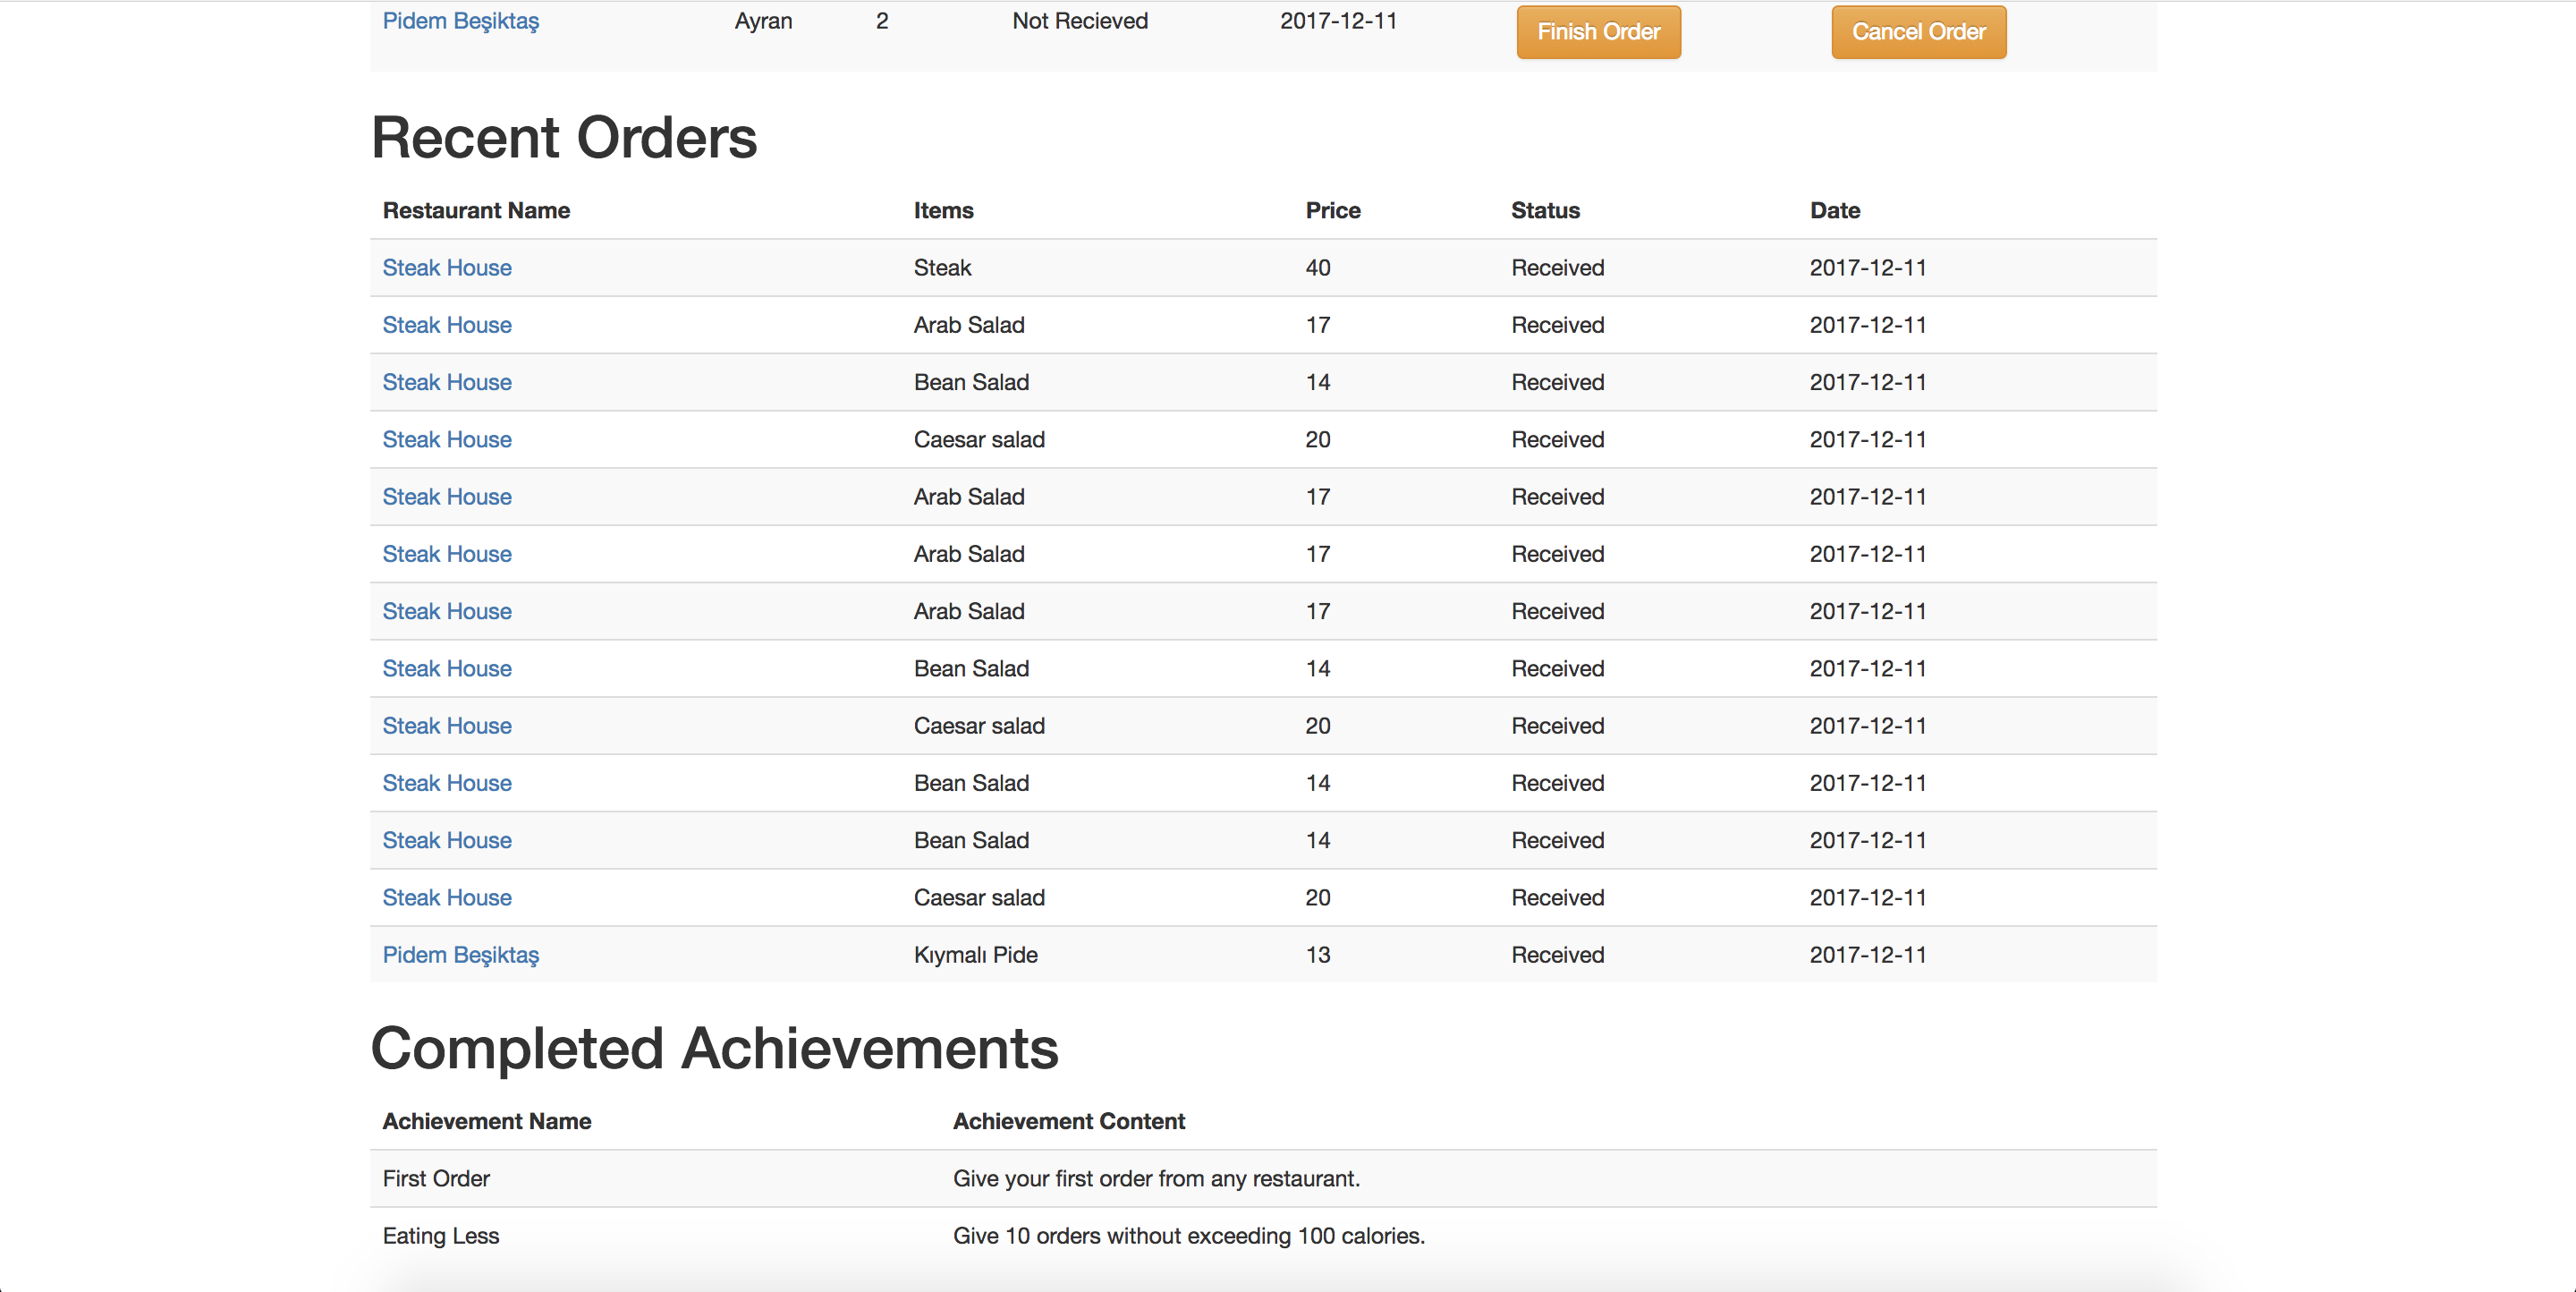 Pidem Beşiktaş Ayran 2 Not Recieved 2017-12-11 Finish Order Cancel Order
Recent Orders
Restaurant Name Items Price Status Date
Steak House Steak 40 Received 2017-12-11
Steak House Arab Salad 17 Received 2017-12-11
Steak House Bean Salad 14 Received 2017-12-11
Steak House Caesar salad 20 Received 2017-12-11
Steak House Arab Salad 17 Received 2017-12-11
Steak House Arab Salad 17 Received 2017-12-11
Steak House Arab Salad 17 Received 2017-12-11
Steak House Bean Salad 14 Received 2017-12-11
Steak House Caesar salad 20 Received 2017-12-11
Steak House Bean Salad 14 Received 2017-12-11
Steak House Bean Salad 14 Received 2017-12-11
Steak House Caesar salad 20 Received 2017-12-11
Pidem Beşiktaş Kıymalı Pide 13 Received 2017-12-11
Completed Achievements
Achievement Name Achievement Content
First Order Give your first order from any restaurant.
Eating Less Give 10 orders without exceeding 100 calories.